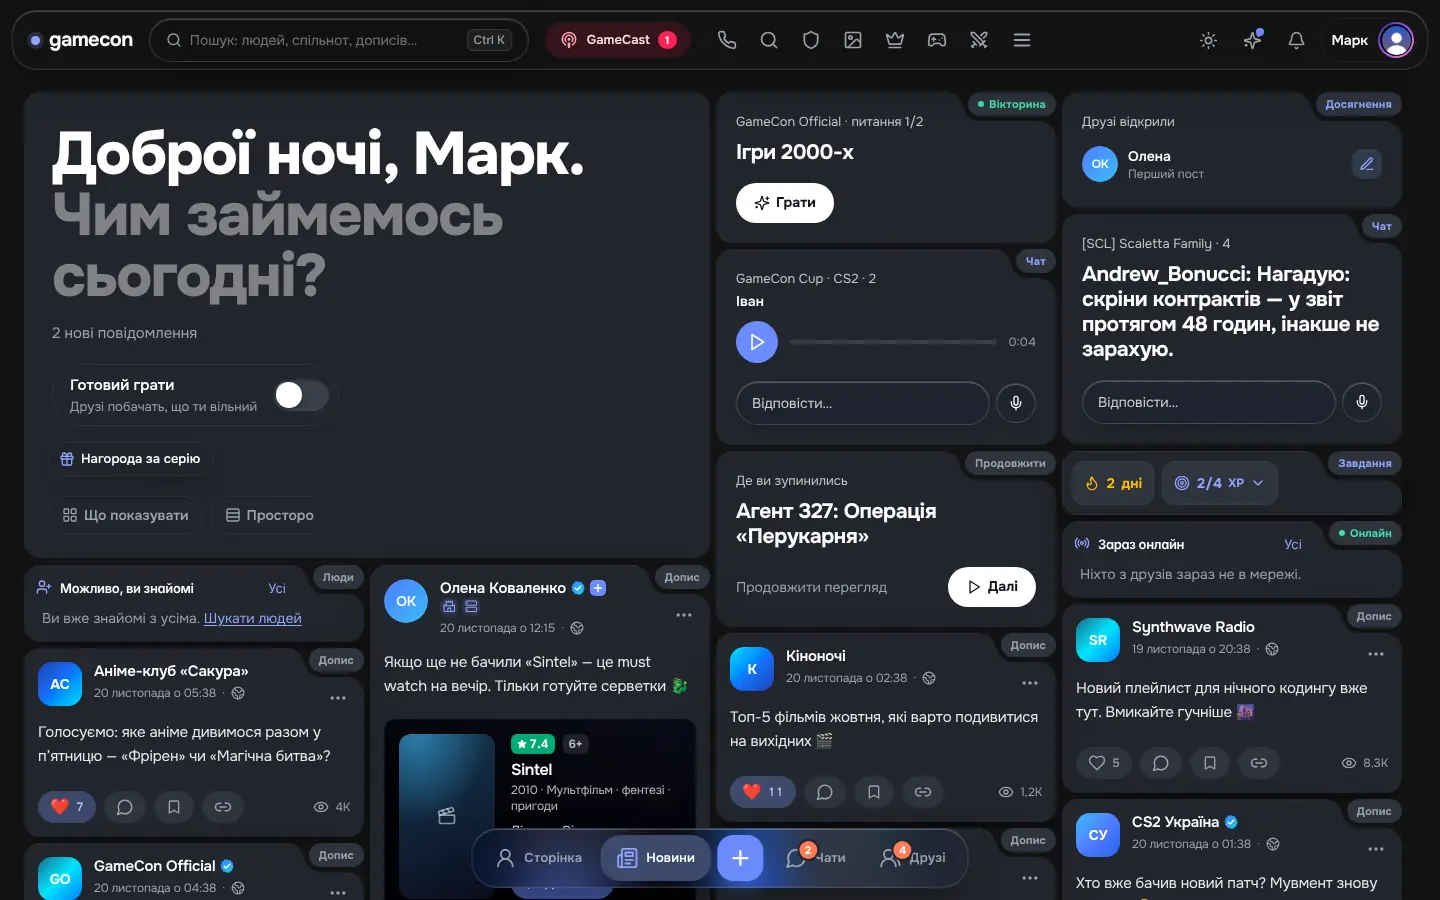 gamecon
Пошук: людей, спільнот, дописів...
Ctrl K
GameCast
1
Марк
Доброї ночі, Марк.
Чим займемось
сьогодні?
2 нові повідомлення
Готовий грати
Друзі побачать, що ти вільний
Нагорода за серію
Що показувати
Просторо
Вікторина
GameCon Official · питання 1/2
Ігри 2000-х
Грати
Досягнення
Друзі відкрили
ОК
Олена
Перший пост
Чат
GameCon Cup · CS2 · 2
Іван
0:04
Відповісти...
Чат
[SCL] Scaletta Family · 4
Andrew_Bonucci: Нагадую:
скріни контрактів — у звіт
протягом 48 годин, інакше не
зарахую.
Відповісти...
Продовжити
Де ви зупинились
Агент 327: Операція
«Перукарня»
Продовжити перегляд
Далі
Завдання
2 дні
2/4 XP
Онлайн
Зараз онлайн
Усі
Ніхто з друзів зараз не в мережі.
Люди
Можливо, ви знайомі
Усі
Ви вже знайомі з усіма. Шукати людей
Допис
АС
Аніме-клуб «Сакура»
20 листопада о 05:38 ·
Голосуємо: яке аніме дивимося разом у
п'ятницю — «Фрірен» чи «Магічна битва»?
7
4K
Допис
GO
GameCon Official
20 листопада о 04:38 ·
Допис
ОК
Олена Коваленко
20 листопада о 12:15 ·
Якщо ще не бачили «Sintel» — це must
watch на вечір. Тільки готуйте серветки
7.4
6+
Sintel
2010 · Мультфільм · фентезі ·
пригоди
Допис
К
Кіноночі
20 листопада о 02:38 ·
Топ-5 фільмів жовтня, які варто подивитися
на вихідних
11
1,2K
Допис
Допис
SR
Synthwave Radio
19 листопада о 20:38 ·
Новий плейлист для нічного кодингу вже
тут. Вмикайте гучніше
5
8,3K
Допис
СУ
CS2 Україна
20 листопада о 01:38 ·
Хто вже бачив новий патч? Мувмент знову
Сторінка
Новини
2
Чати
4
Друзі